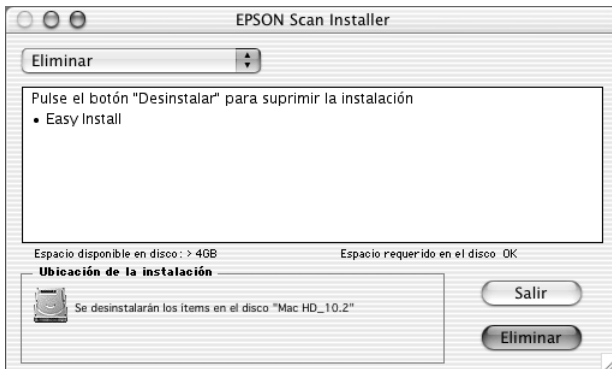 EPSON Scan Installer
Eliminar
Pulse el botón "Desinstalar" para suprimir la instalación
• Easy Install
Espacio disponible en disco: > 4GB
Espacio requerido en el disco OK
Ubicación de la instalación
Se desinstalarán los ítems en el disco "Mac HD_10.2"
Salir
Eliminar